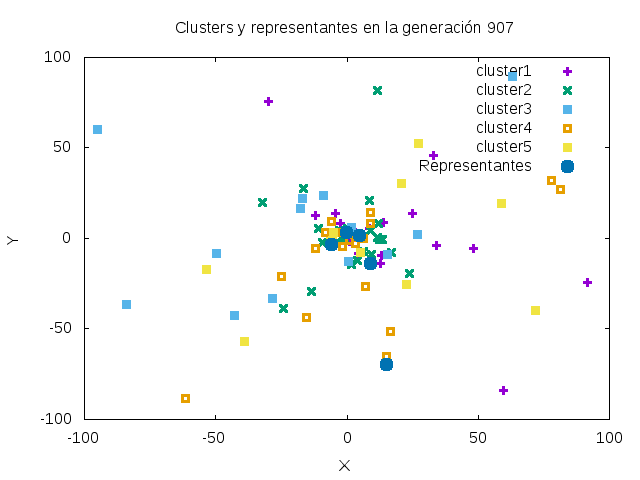 Clusters y representantes en la generación 907
100
50
0
-50
-100
Y
cluster1
cluster2
cluster3
cluster4
cluster5
Representantes
-100 -50 0 50 100
X